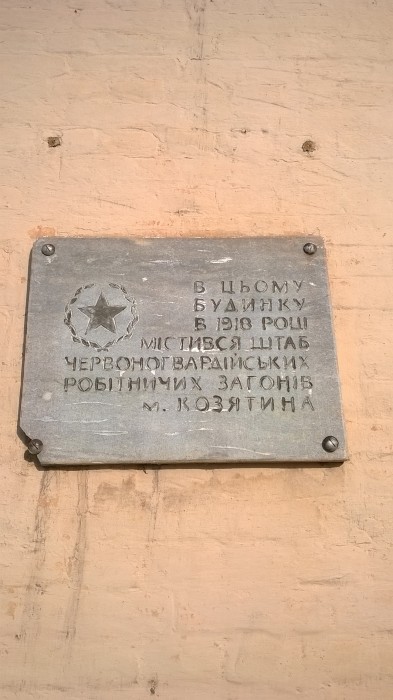 В ЦЬОМУ
БУДИНКУ
В 1918 РОЦІ
МІСТИВСЯ ШТАБ
ЧЕРВОНОГВАРДІЙСЬКИХ
РОБІТНИЧИХ ЗАГОНІВ
м. КОЗЯТИНА